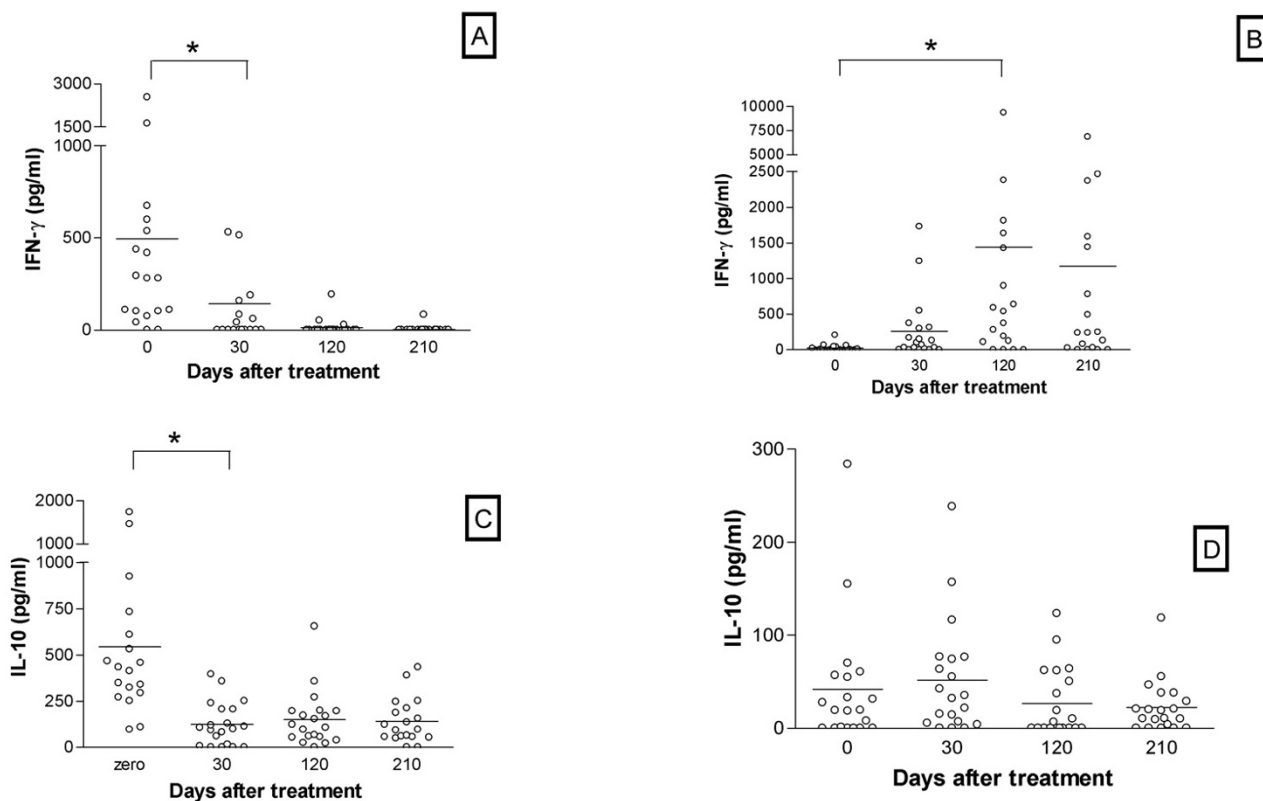 A
*
IFN-γ (pg/ml)
3000
1500
1000
500
0
0 30 120 210
Days after treatment
B
*
IFN-γ (pg/ml)
10000
7500
5000
2500
2000
1500
1000
500
0
0 30 120 210
Days after treatment
C
*
IL-10 (pg/ml)
2000
1000
1000
750
500
250
0
zero 30 120 210
Days after treatment
D
IL-10 (pg/ml)
300
200
100
0
0 30 120 210
Days after treatment